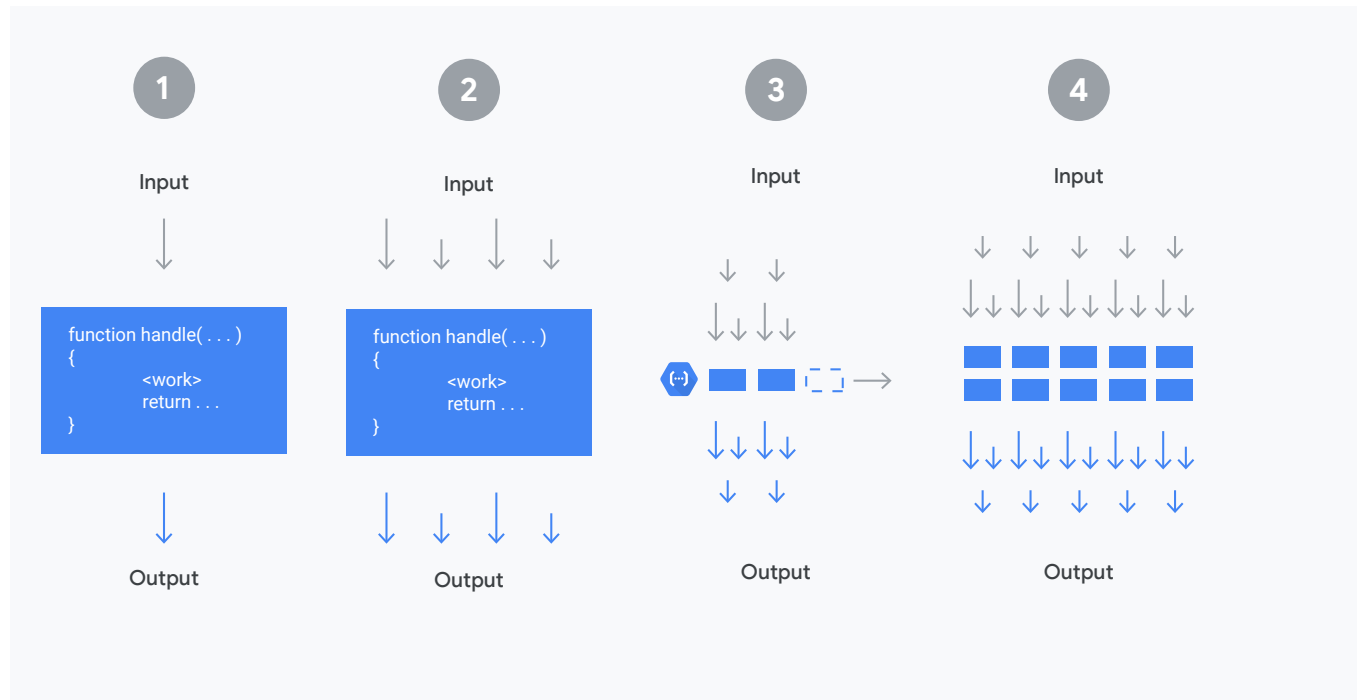 1
Input
function handle( . . . )
{
<work>
return . . .
}
Output
2
Input
function handle( . . . )
{
<work>
return . . .
}
Output
3
Input
Output
4
Input
Output